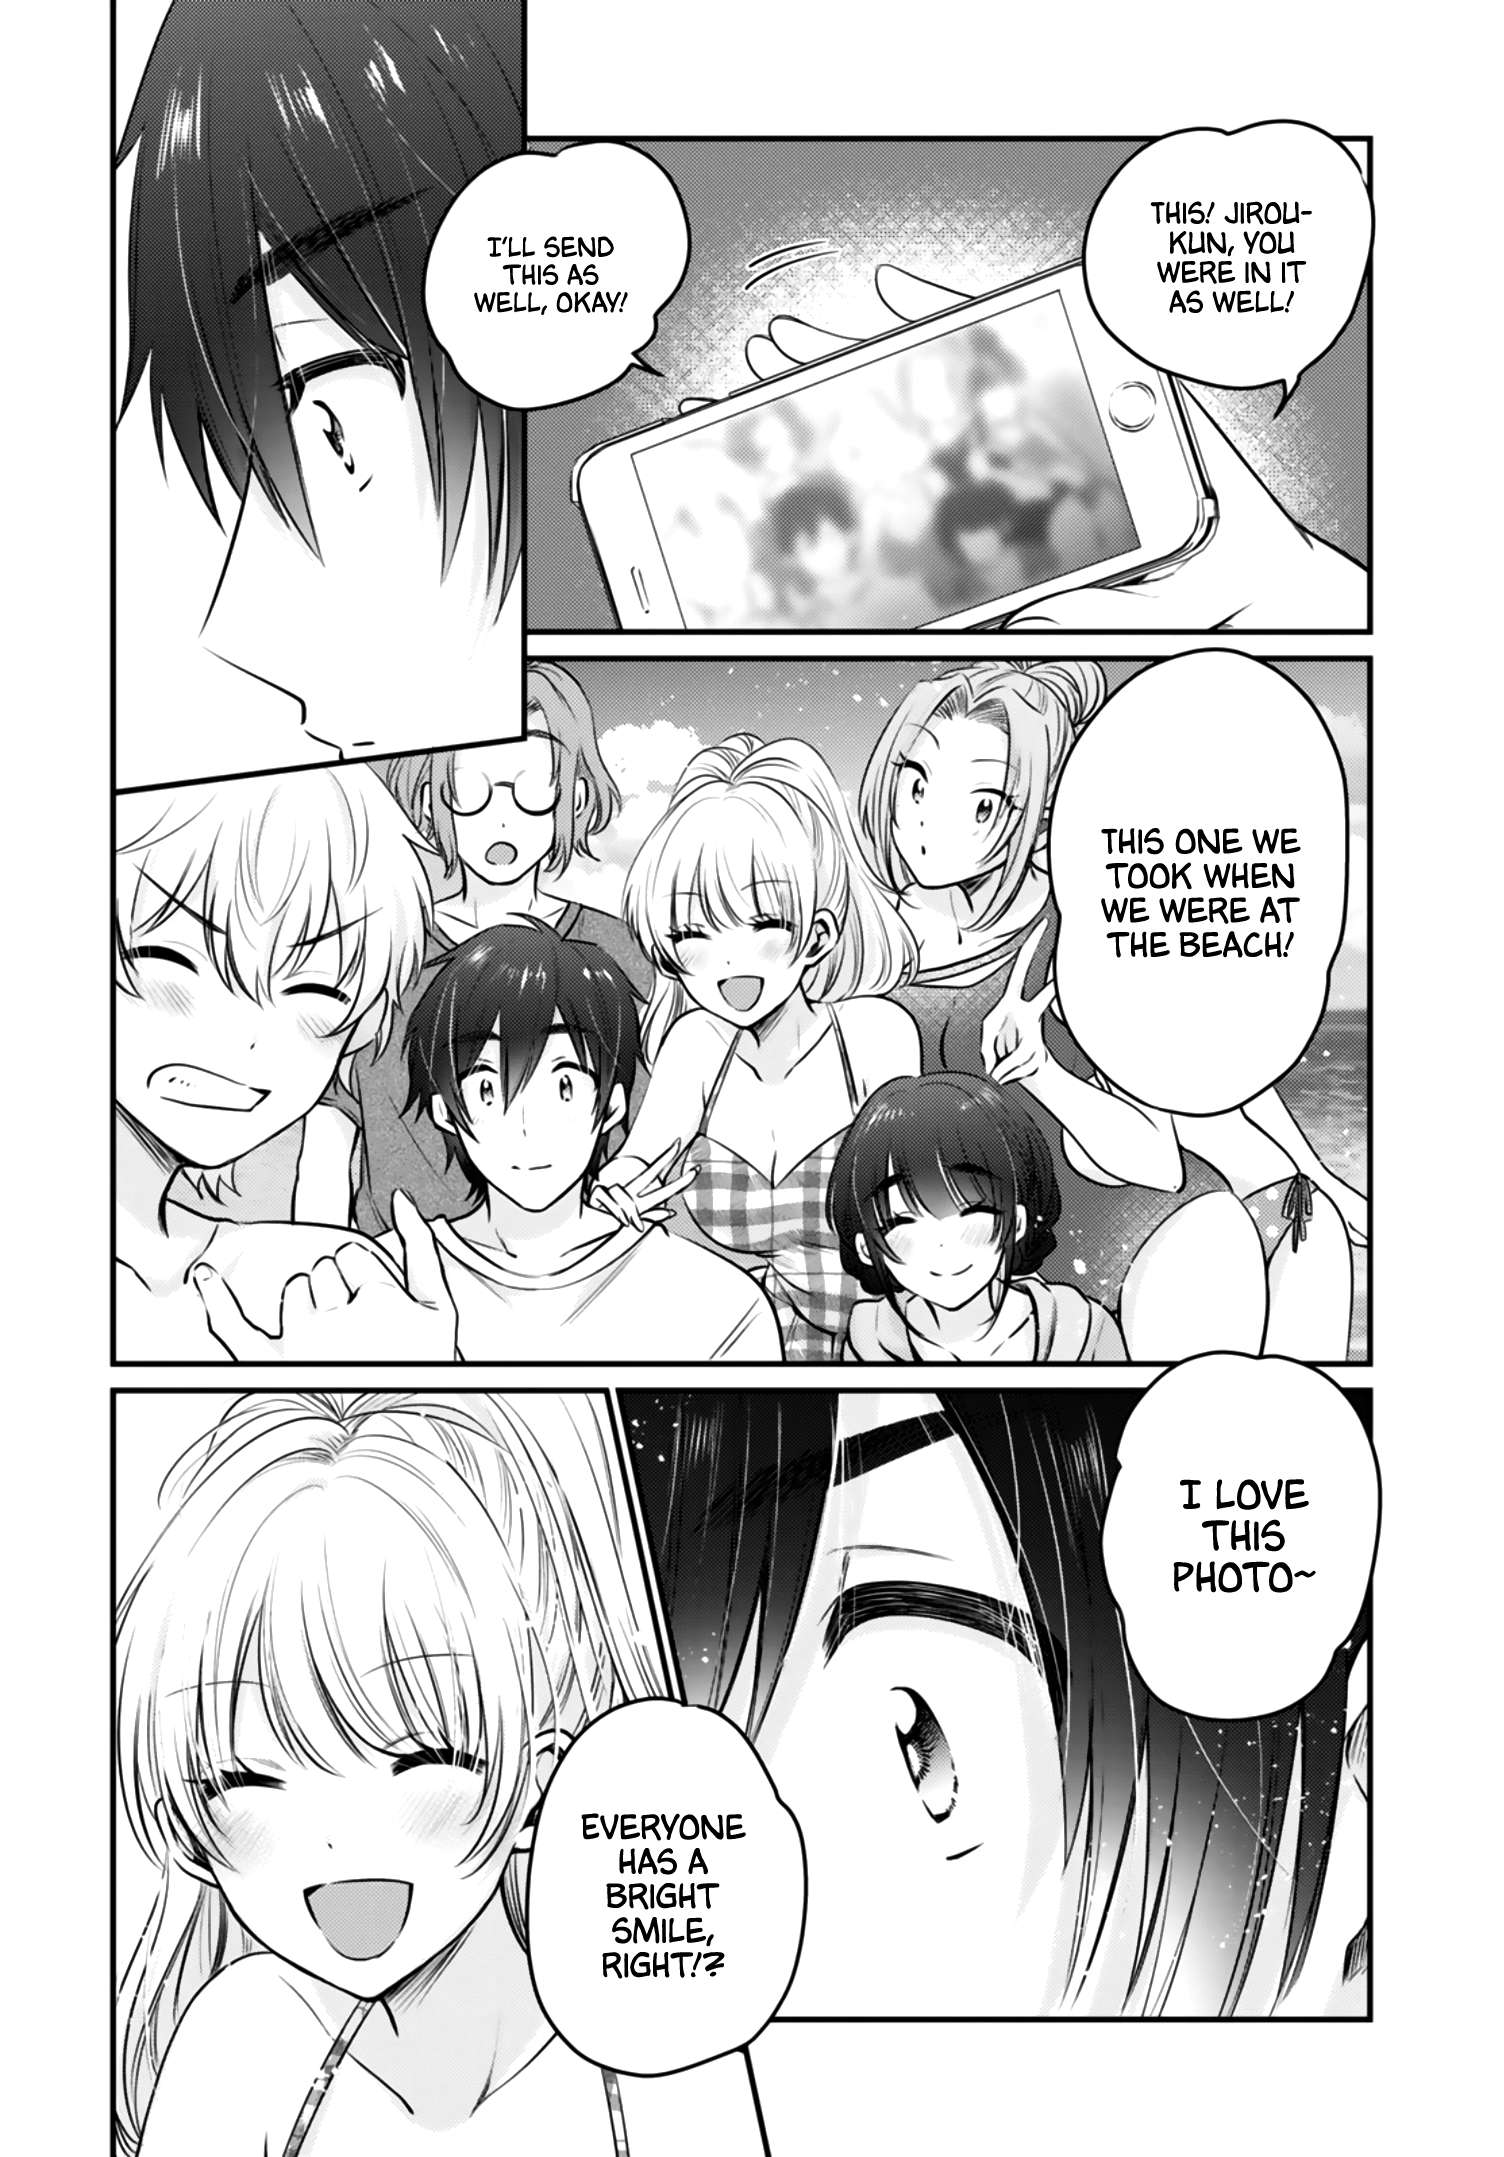 THIS! JIROU-
KUN, YOU
WERE IN IT
AS WELL!
I'LL SEND
THIS AS
WELL, OKAY!
THIS ONE WE
TOOK WHEN
WE WERE AT
THE BEACH!
I LOVE
THIS
PHOTO~
EVERYONE
HAS A
BRIGHT
SMILE,
RIGHT!?